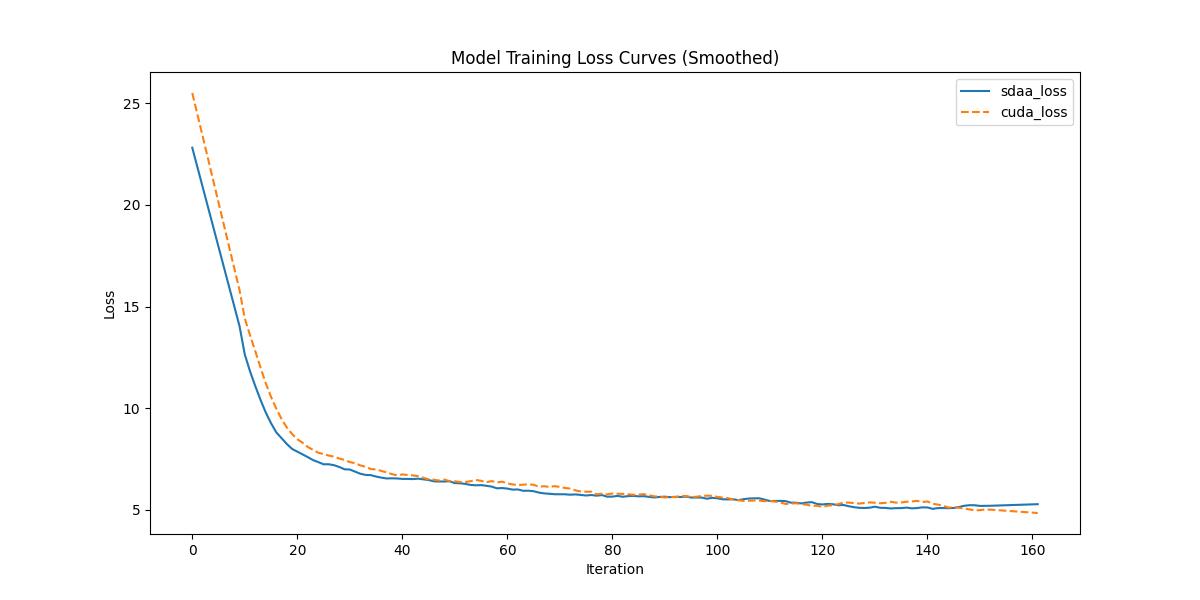 Model Training Loss Curves (Smoothed)
sdaa_loss
cuda_loss
25
20
15
10
5
Loss
0 20 40 60 80 100 120 140 160
Iteration